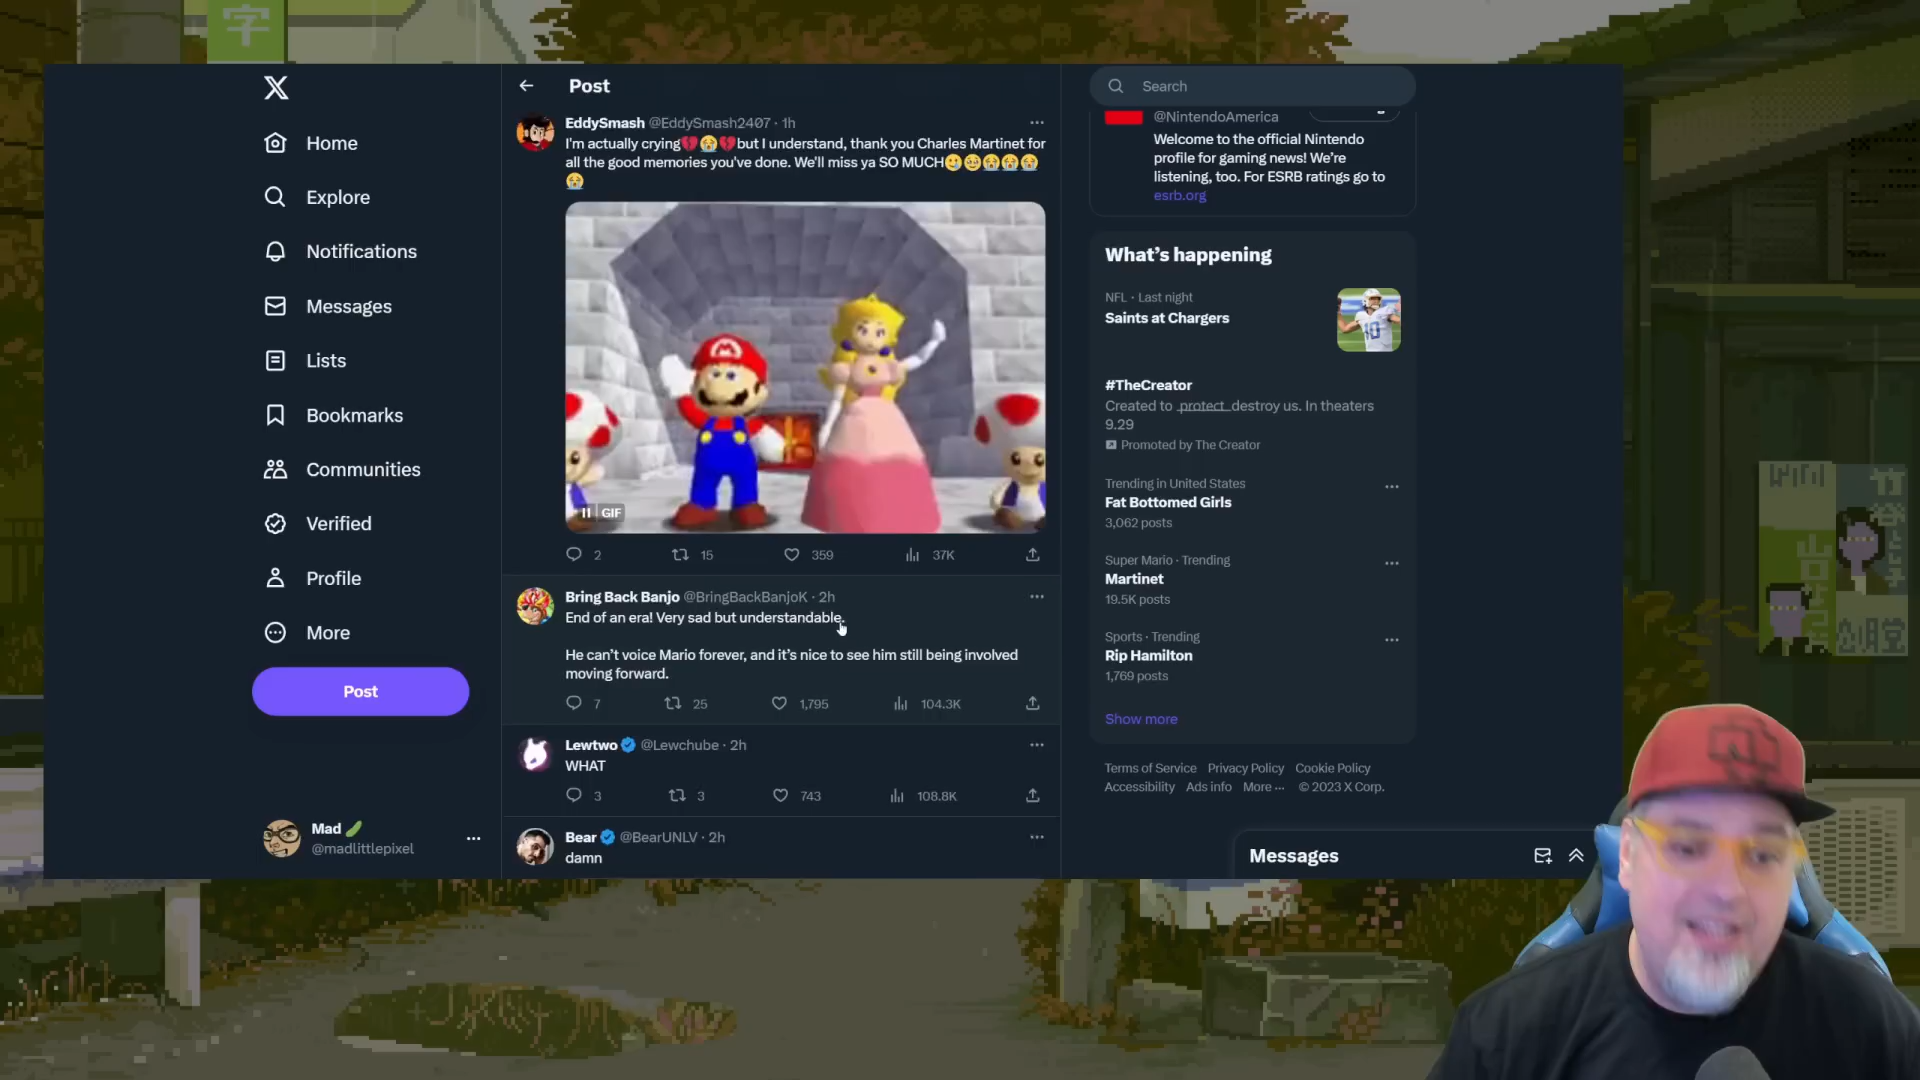 字
X
Home
Explore
Notifications
Messages
Lists
Bookmarks
Communities
Verified
Profile
More
Post
Mad
@madlittlepixel
Post
EddySmash @EddySmash2407 · 1h
I'm actually crying💔😭💔but I understand, thank you Charles Martinet for
all the good memories you've done. We'll miss ya SO MUCH🥲🥹😭😭😭
😭
GIF
2 15 359 37K
Bring Back Banjo @BringBackBanjoK · 2h
End of an era! Very sad but understandable.
He can't voice Mario forever, and it's nice to see him still being involved
moving forward.
7 25 1,795 104.3K
Lewtwo @Lewchube · 2h
WHAT
3 3 743 108.8K
Bear @BearUNLV · 2h
damn
Search
@NintendoAmerica
Welcome to the official Nintendo
profile for gaming news! We're
listening, too. For ESRB ratings go to
esrb.org
What's happening
NFL · Last night
Saints at Chargers
10
#TheCreator
Created to protect destroy us. In theaters
9.29
Promoted by The Creator
Trending in United States
Fat Bottomed Girls
3,062 posts
Super Mario · Trending
Martinet
19.5K posts
Sports · Trending
Rip Hamilton
1,769 posts
Show more
Terms of Service Privacy Policy Cookie Policy
Accessibility Ads info More ··· © 2023 X Corp.
Messages